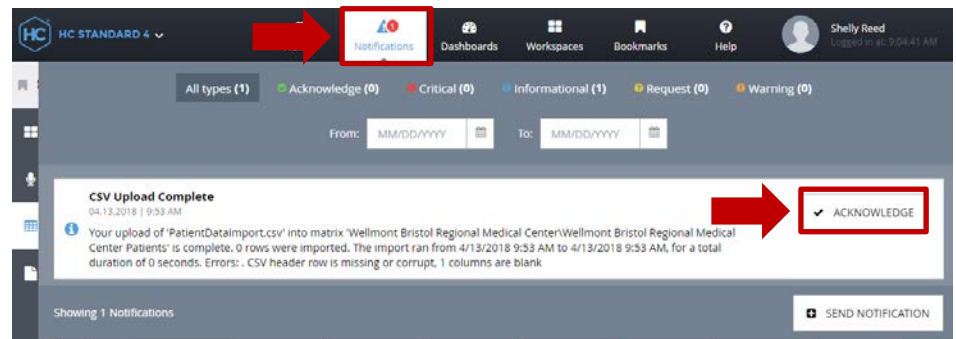 HC HC STANDARD 4
1
Notifications Dashboards Workspaces Bookmarks Help
Shelly Reed
Logged in at: 9:04:41 AM
All types (1) Acknowledge (0) Critical (0) Informational (1) Request (0) Warning (0)
From: MM/DD/YYYY To: MM/DD/YYYY
CSV Upload Complete
04.13.2018 | 9:53 AM
ACKNOWLEDGE
Your upload of 'PatientDataImport.csv' into matrix 'Wellmont Bristol Regional Medical Center\Wellmont Bristol Regional Medical
Center Patients' is complete. 0 rows were imported. The import ran from 4/13/2018 9:53 AM to 4/13/2018 9:53 AM, for a total
duration of 0 seconds. Errors: . CSV header row is missing or corrupt, 1 columns are blank
Showing 1 Notifications
SEND NOTIFICATION